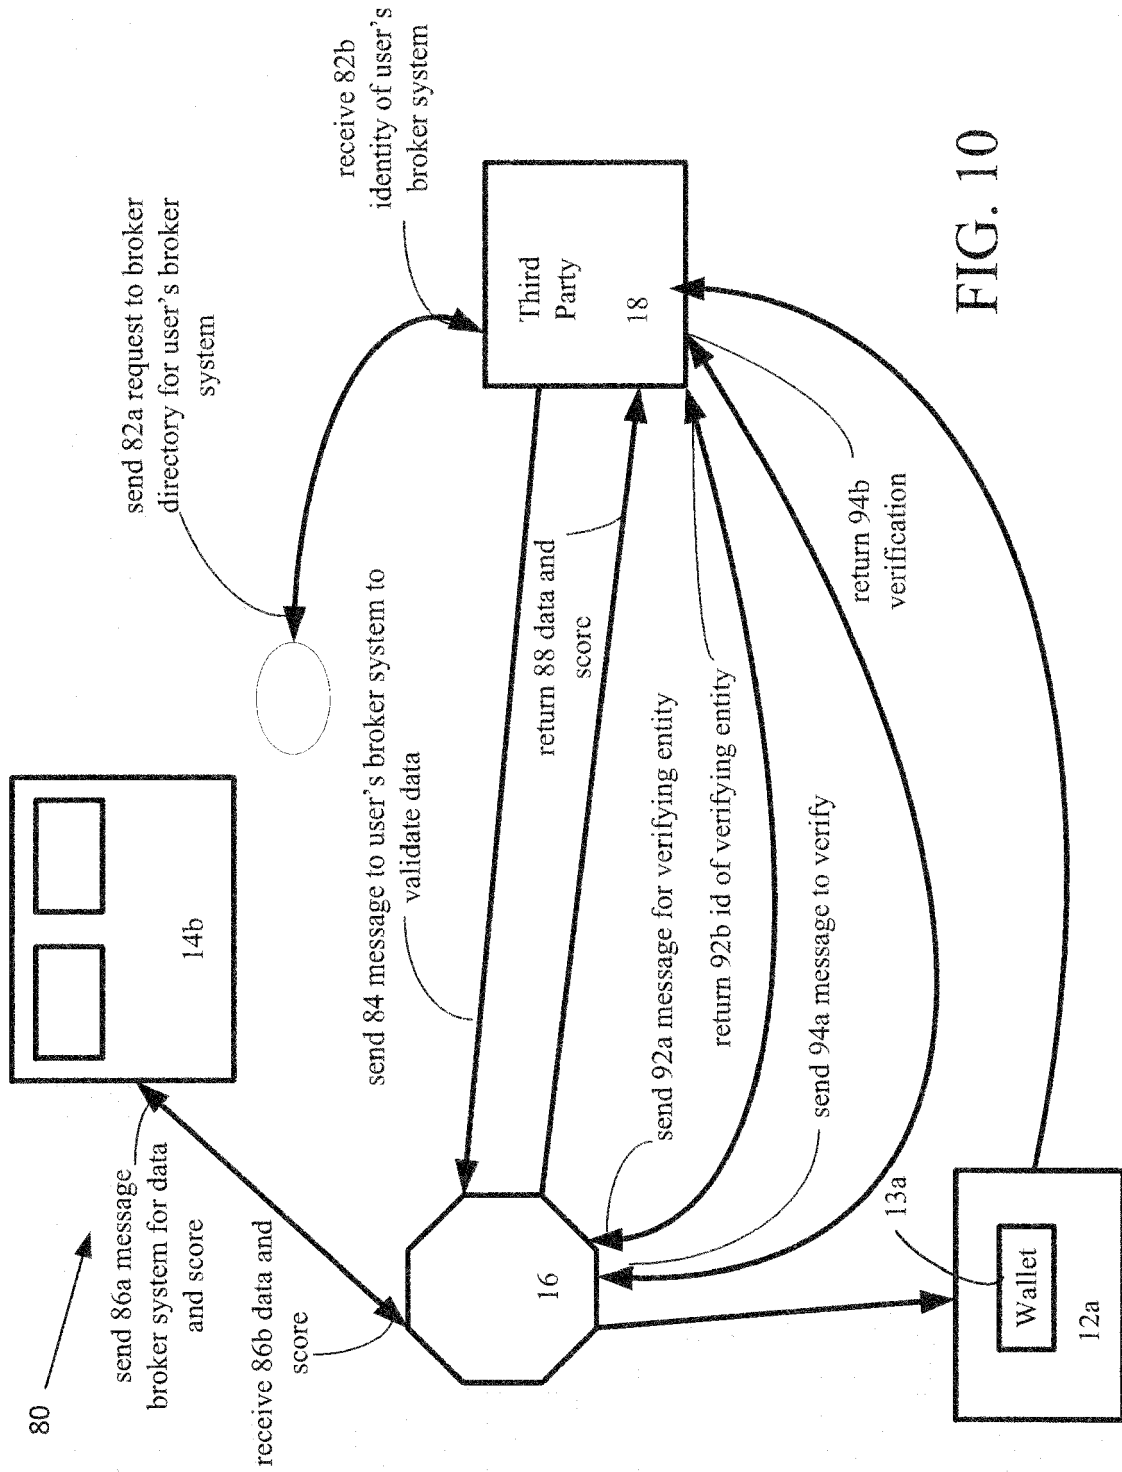 80
send 86a message
broker system for data
and score
receive 86b data and
score
14b
send 82a request to broker
directory for user's broker
system
receive 82b
identity of user's
broker system
send 84 message to user's broker system to
validate data
return 88 data and
score
Third
Party
18
16
send 92a message for verifying entity
return 92b id of verifying entity
send 94a message to verify
return 94b
verification
13a
Wallet
12a
FIG. 10